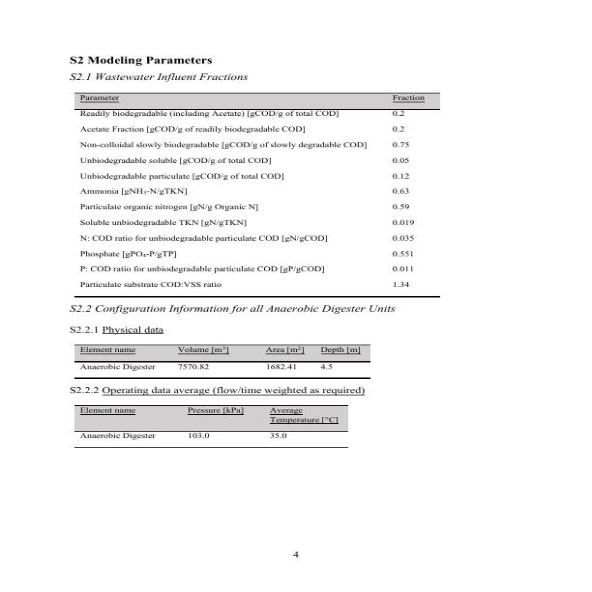 S2 Modeling Parameters
S2.1 Wastewater Influent Fractions
Parameter Fraction
Readily biodegradable (including Acetate) [gCOD/g of total COD] 0.2
Acetate Fraction [gCOD/g of readily biodegradable COD] 0.2
Non-colloidal slowly biodegradable [gCOD/g of slowly degradable COD] 0.75
Unbiodegradable soluble [gCOD/g of total COD] 0.05
Unbiodegradable particulate [gCOD/g of total COD] 0.12
Ammonia [gNH₃-N/gTKN] 0.63
Particulate organic nitrogen [gN/g Organic N] 0.59
Soluble unbiodegradable TKN [gN/gTKN] 0.019
N: COD ratio for unbiodegradable particulate COD [gN/gCOD] 0.035
Phosphate [gPO₄-P/gTP] 0.551
P: COD ratio for unbiodegradable particulate COD [gP/gCOD] 0.011
Particulate substrate COD:VSS ratio 1.34
S2.2 Configuration Information for all Anaerobic Digester Units
S2.2.1 Physical data
Element name Volume [m³] Area [m²] Depth [m]
Anaerobic Digester 7570.82 1682.41 4.5
S2.2.2 Operating data average (flow/time weighted as required)
Element name Pressure [kPa] Average
Temperature [°C]
Anaerobic Digester 103.0 35.0
4